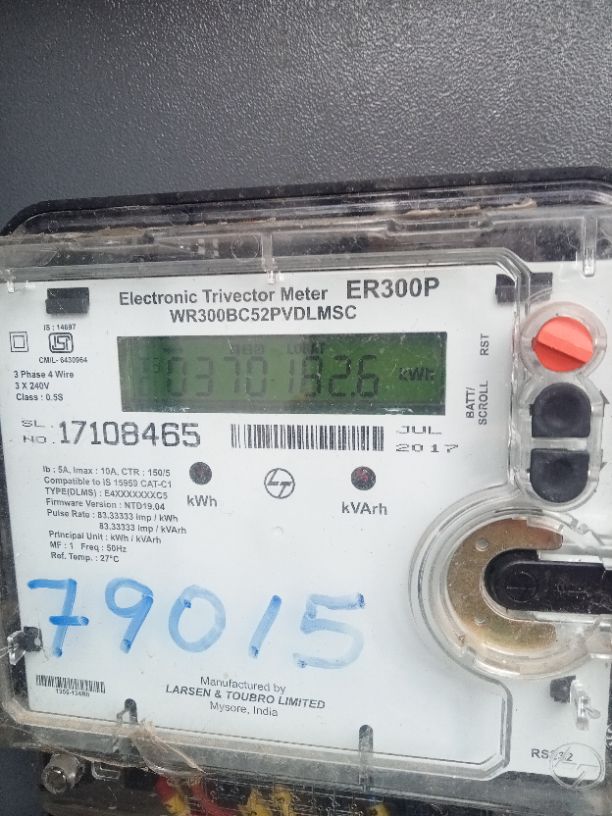 Electronic Trivector Meter ER300P
WR300BC52PVDLMSC
IS : 14697
CM/L- 6430964
3 Phase 4 Wire
3 X 240V
Class : 0.5S
0370182.6 kWh
RST
BATT/
SCROLL
SL.
NO. 17108465
JUL
2017
Ib : 5A, Imax : 10A, CTR : 150/5
Compatible to IS 15959 CAT-C1
TYPE(DLMS) : E4XXXXXXXC5
Firmware Version : NTD19.04
Pulse Rate : 83.33333 Imp / kWh
83.33333 Imp / kVArh
Principal Unit : kWh / kVArh
MF : 1 Freq : 50Hz
Ref. Temp. : 27°C
kWh
kVArh
79015
Manufactured by
LARSEN & TOUBRO LIMITED
Mysore, India